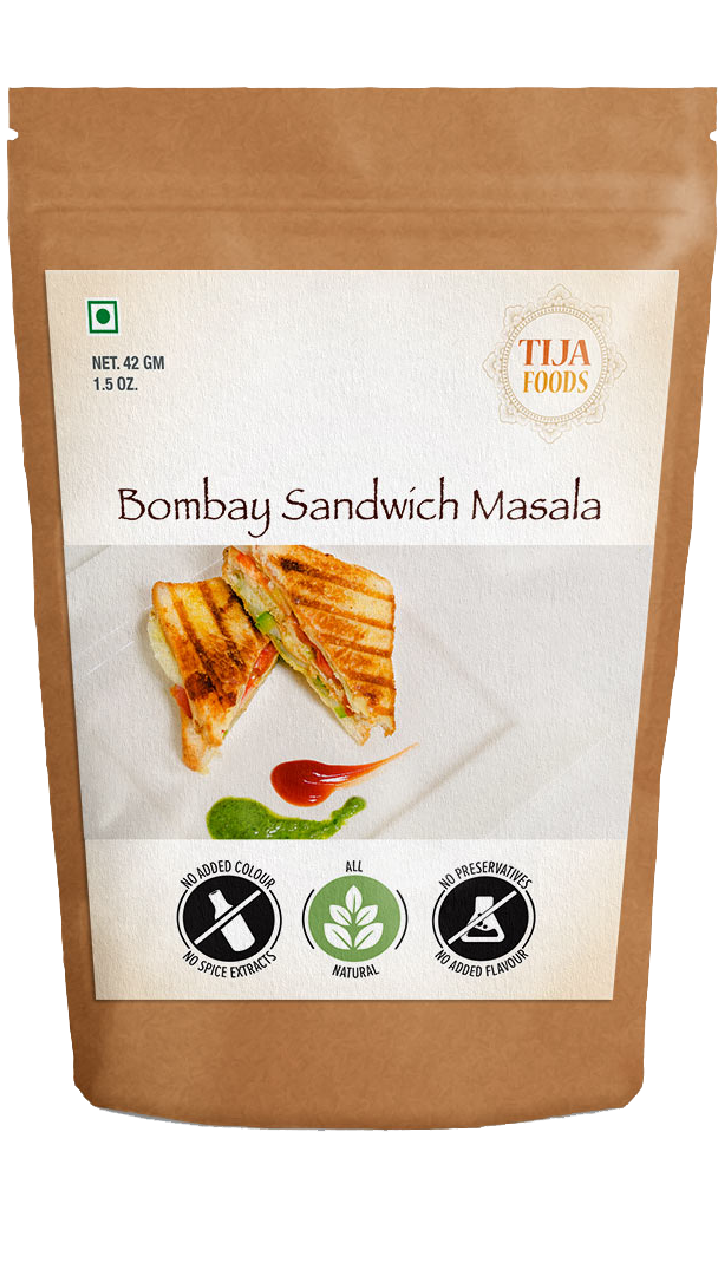 NET. 42 GM
1.5 OZ.
TIJA
FOODS
Bombay Sandwich Masala
NO ADDED COLOUR
NO SPICE EXTRACTS
ALL
NATURAL
NO PRESERVATIVES
NO ADDED FLAVOUR